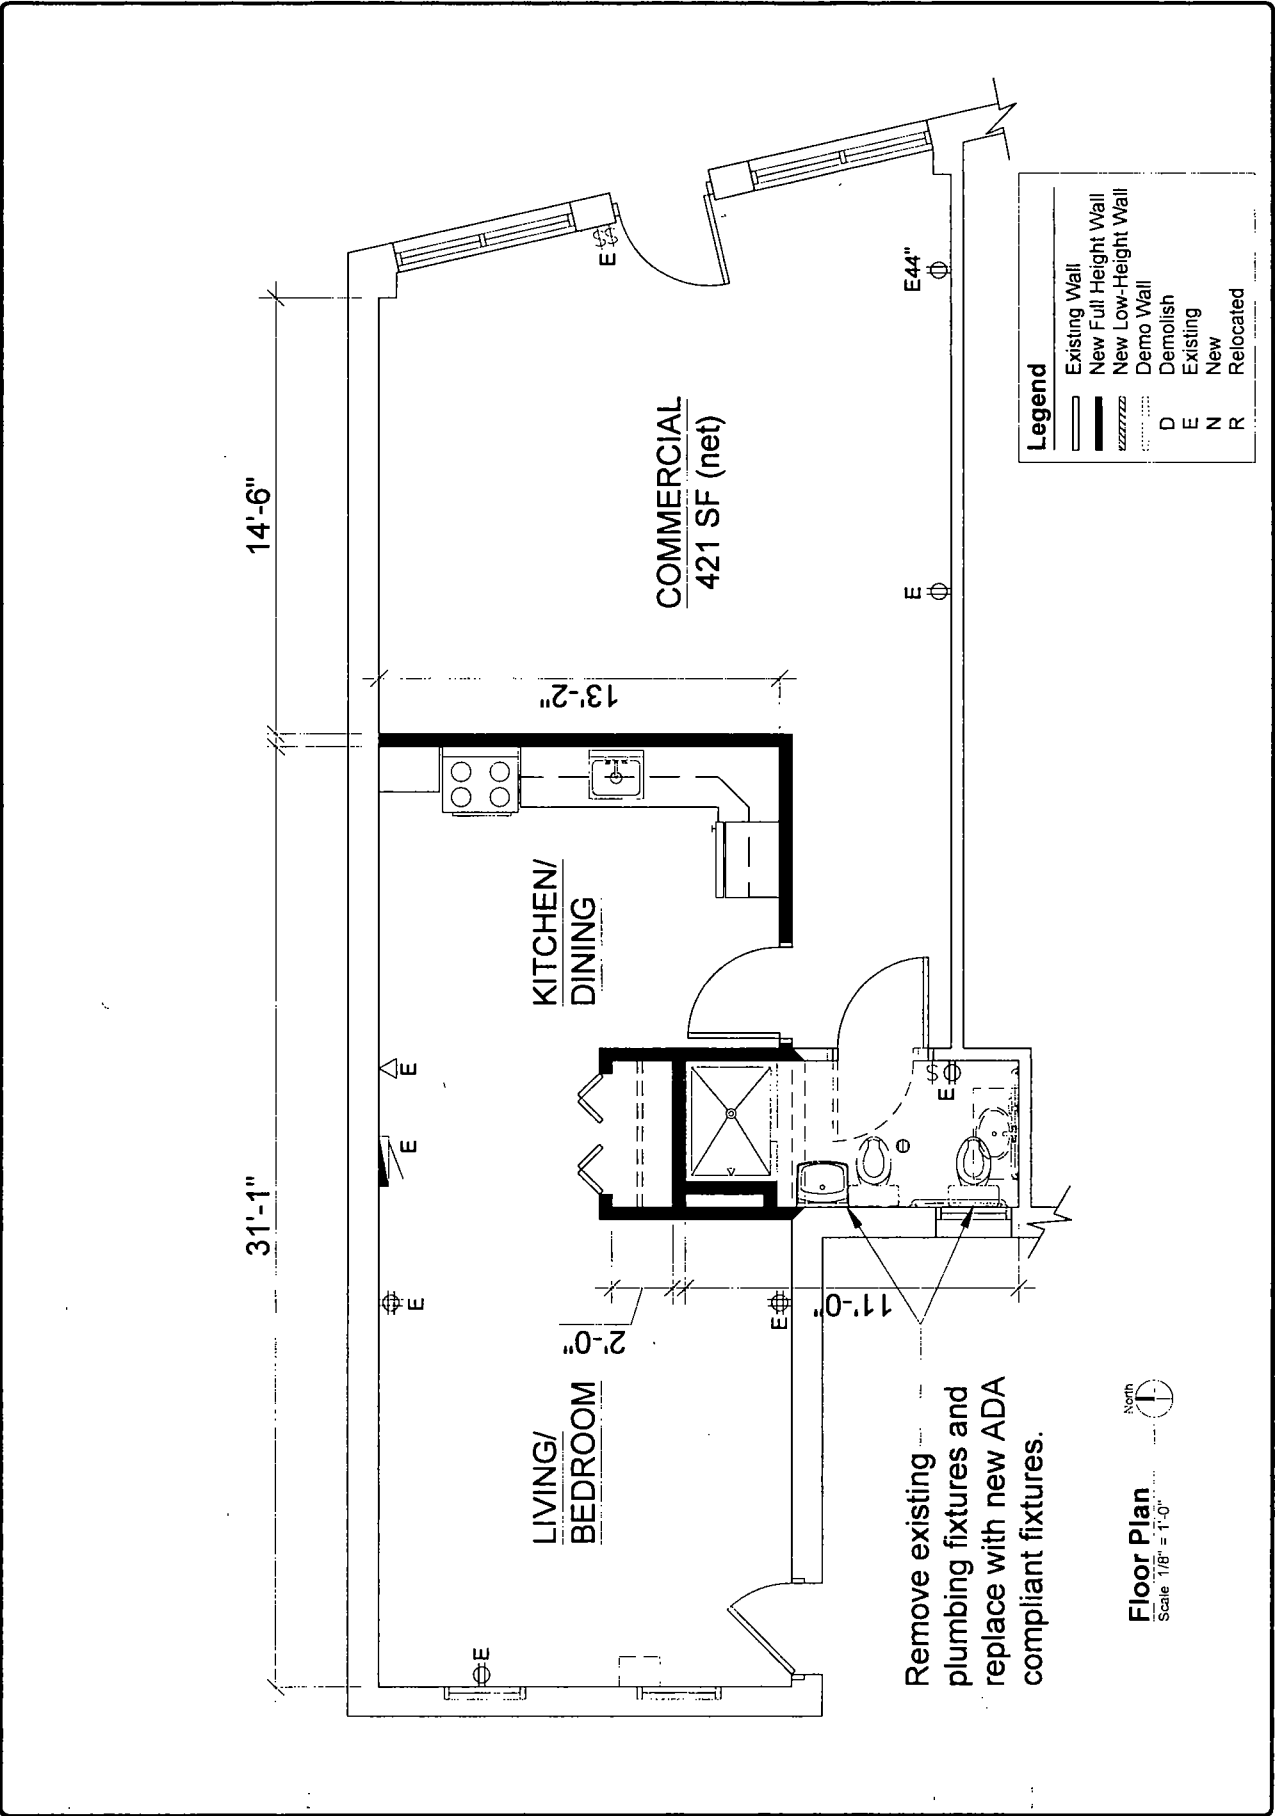 31'-1"
14'-6"
13'-2"
2'-0"
11'-0"
LIVING/
BEDROOM
KITCHEN/
DINING
COMMERCIAL
421 SF (net)
E
E
E
E
E
E
E
E
E44"
S
SS
Remove existing
plumbing fixtures and
replace with new ADA
compliant fixtures.
Floor Plan
Scale 1/8" = 1'-0"
North
Legend
Existing Wall
New Full Height Wall
New Low-Height Wall
Demo Wall
D Demolish
E Existing
N New
R Relocated